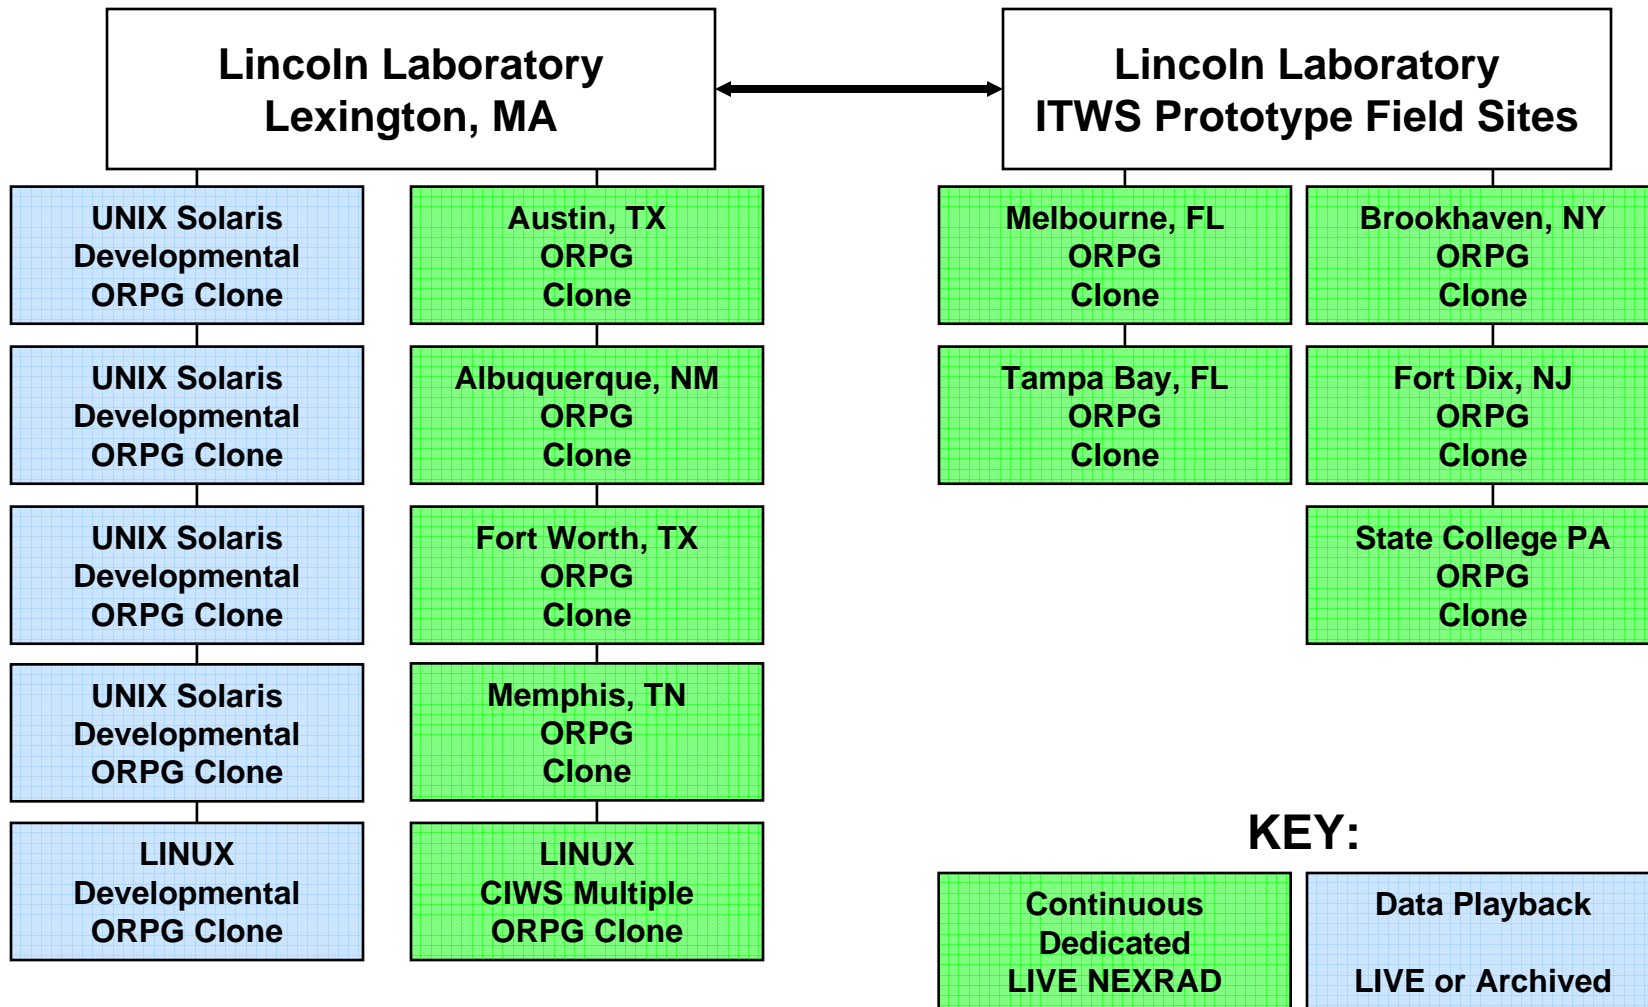 Lincoln Laboratory
Lexington, MA
Lincoln Laboratory
ITWS Prototype Field Sites
UNIX Solaris
Developmental
ORPG Clone
UNIX Solaris
Developmental
ORPG Clone
UNIX Solaris
Developmental
ORPG Clone
UNIX Solaris
Developmental
ORPG Clone
LINUX
Developmental
ORPG Clone
Austin, TX
ORPG
Clone
Albuquerque, NM
ORPG
Clone
Fort Worth, TX
ORPG
Clone
Memphis, TN
ORPG
Clone
LINUX
CIWS Multiple
ORPG Clone
Melbourne, FL
ORPG
Clone
Tampa Bay, FL
ORPG
Clone
Brookhaven, NY
ORPG
Clone
Fort Dix, NJ
ORPG
Clone
State College PA
ORPG
Clone
KEY:
Continuous
Dedicated
LIVE NEXRAD
Data Playback
LIVE or Archived